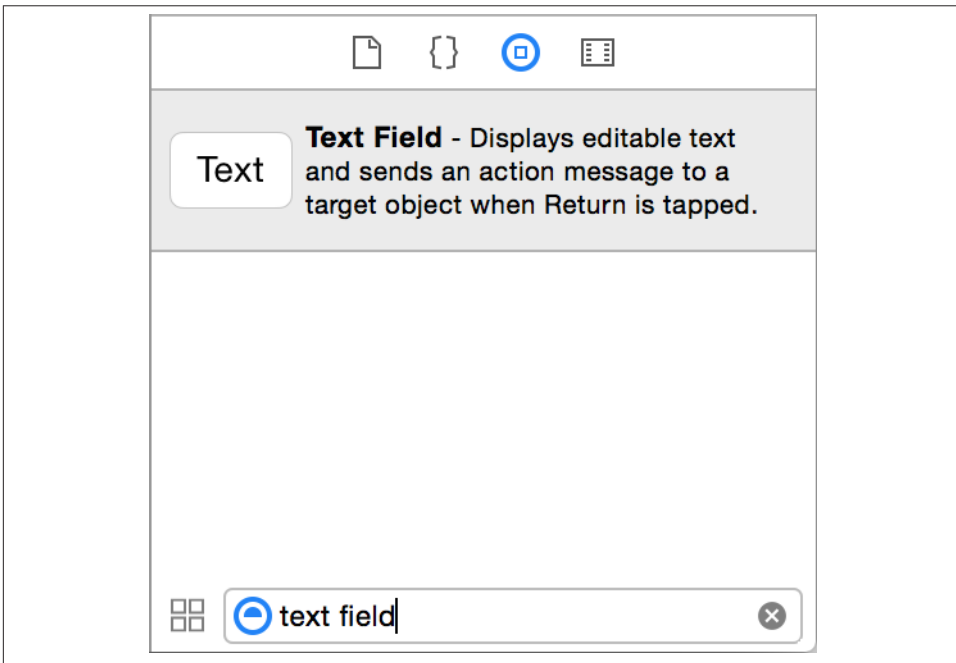 Text
Text Field - Displays editable text
and sends an action message to a
target object when Return is tapped.
text field